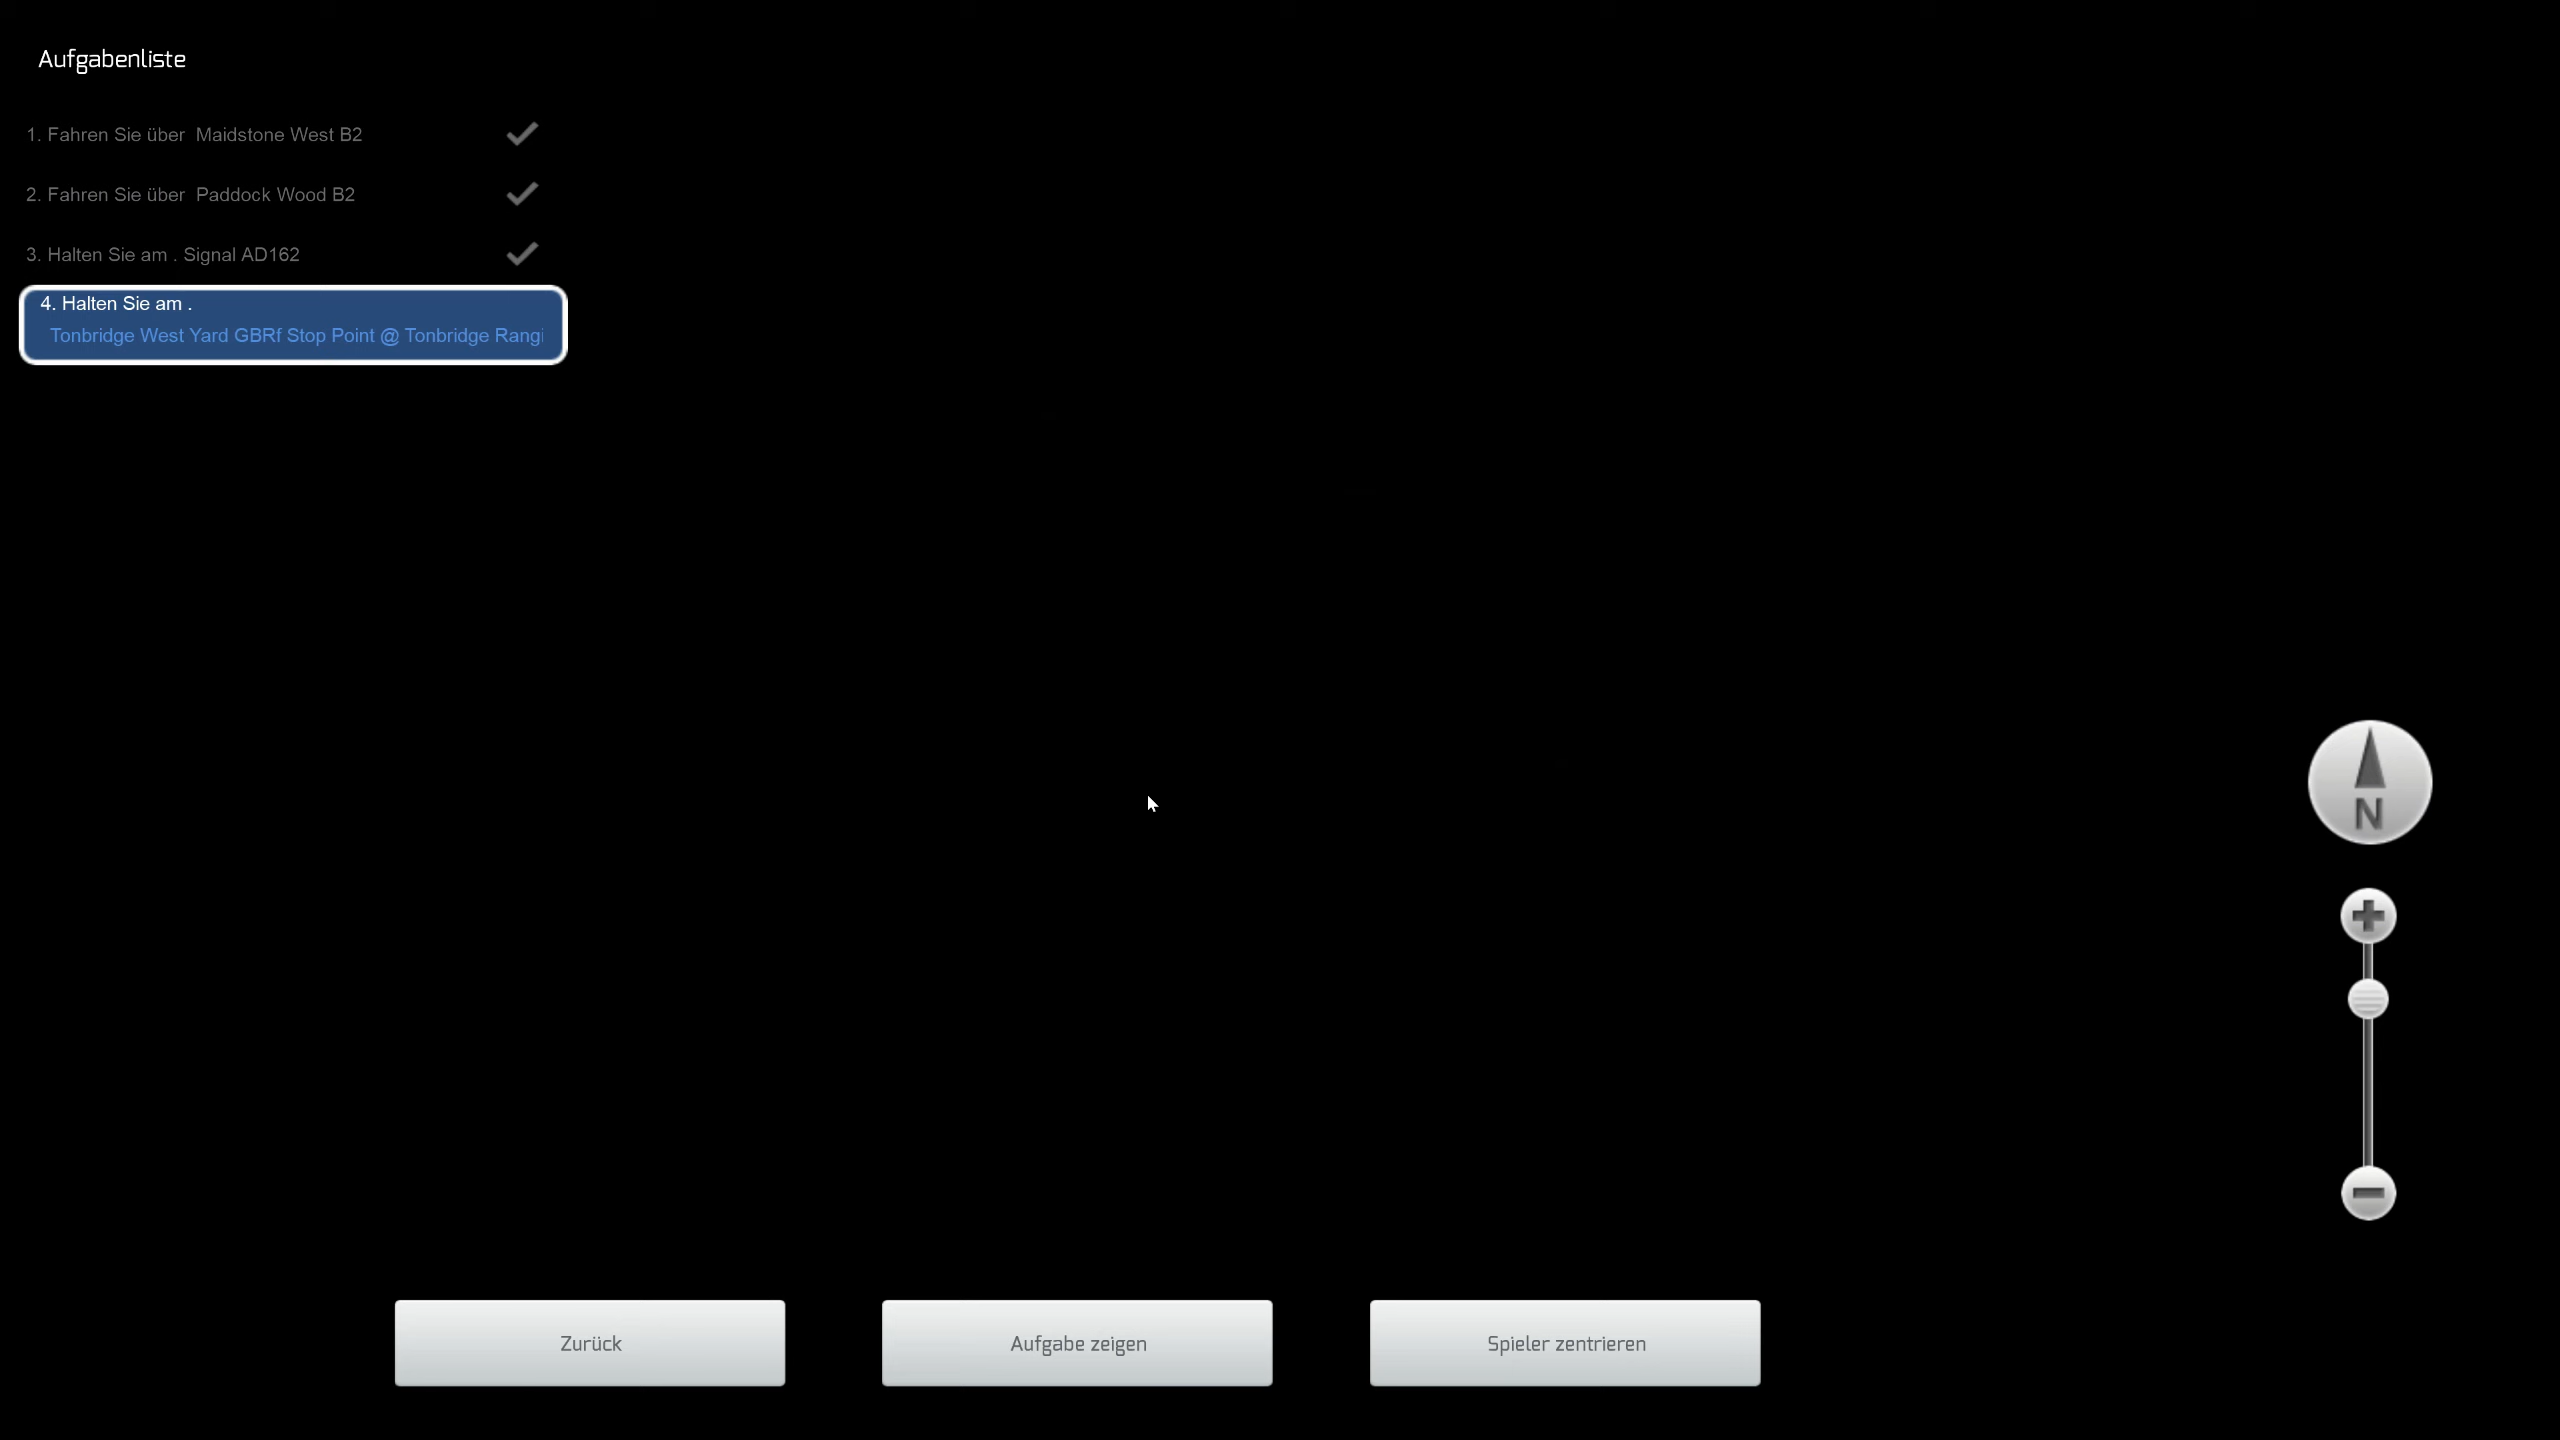 Aufgabenliste
1. Fahren Sie über  Maidstone West B2
2. Fahren Sie über  Paddock Wood B2
3. Halten Sie am . Signal AD162
4. Halten Sie am .
Tonbridge West Yard GBRf Stop Point @ Tonbridge Rangi
N
Zurück
Aufgabe zeigen
Spieler zentrieren